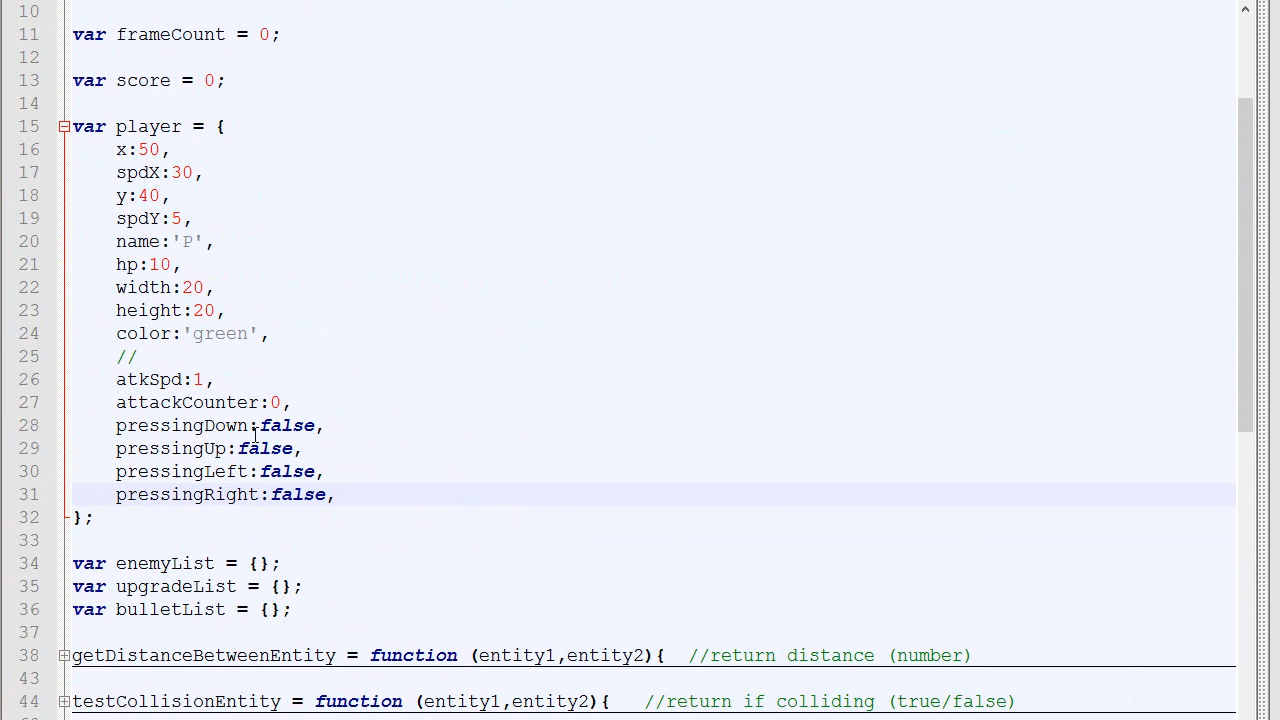 10
11 var frameCount = 0;
12
13 var score = 0;
14
15 var player = {
16 x:50,
17 spdX:30,
18 y:40,
19 spdY:5,
20 name:'P',
21 hp:10,
22 width:20,
23 height:20,
24 color:'green',
25 //
26 atkSpd:1,
27 attackCounter:0,
28 pressingDown:false,
29 pressingUp:false,
30 pressingLeft:false,
31 pressingRight:false,
32 };
33
34 var enemyList = {};
35 var upgradeList = {};
36 var bulletList = {};
37
38 getDistanceBetweenEntity = function (entity1,entity2){ //return distance (number)
43
44 testCollisionEntity = function (entity1,entity2){ //return if colliding (true/false)